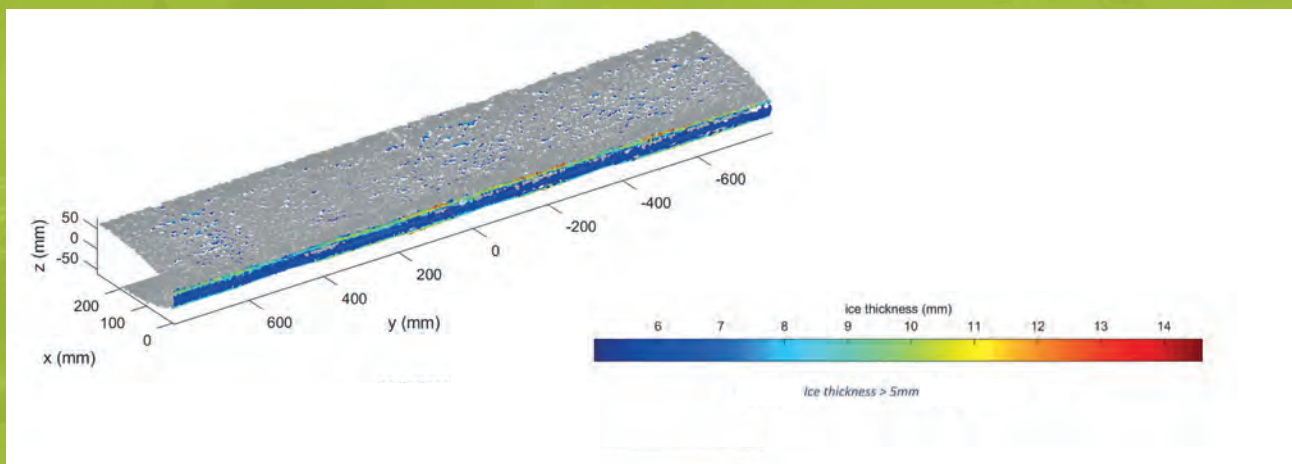 50
0
-50
z (mm)
200
100
0
x (mm)
600
400
200
0
-200
-400
-600
y (mm)
ice thickness (mm)
6 7 8 9 10 11 12 13 14
Ice thickness > 5mm